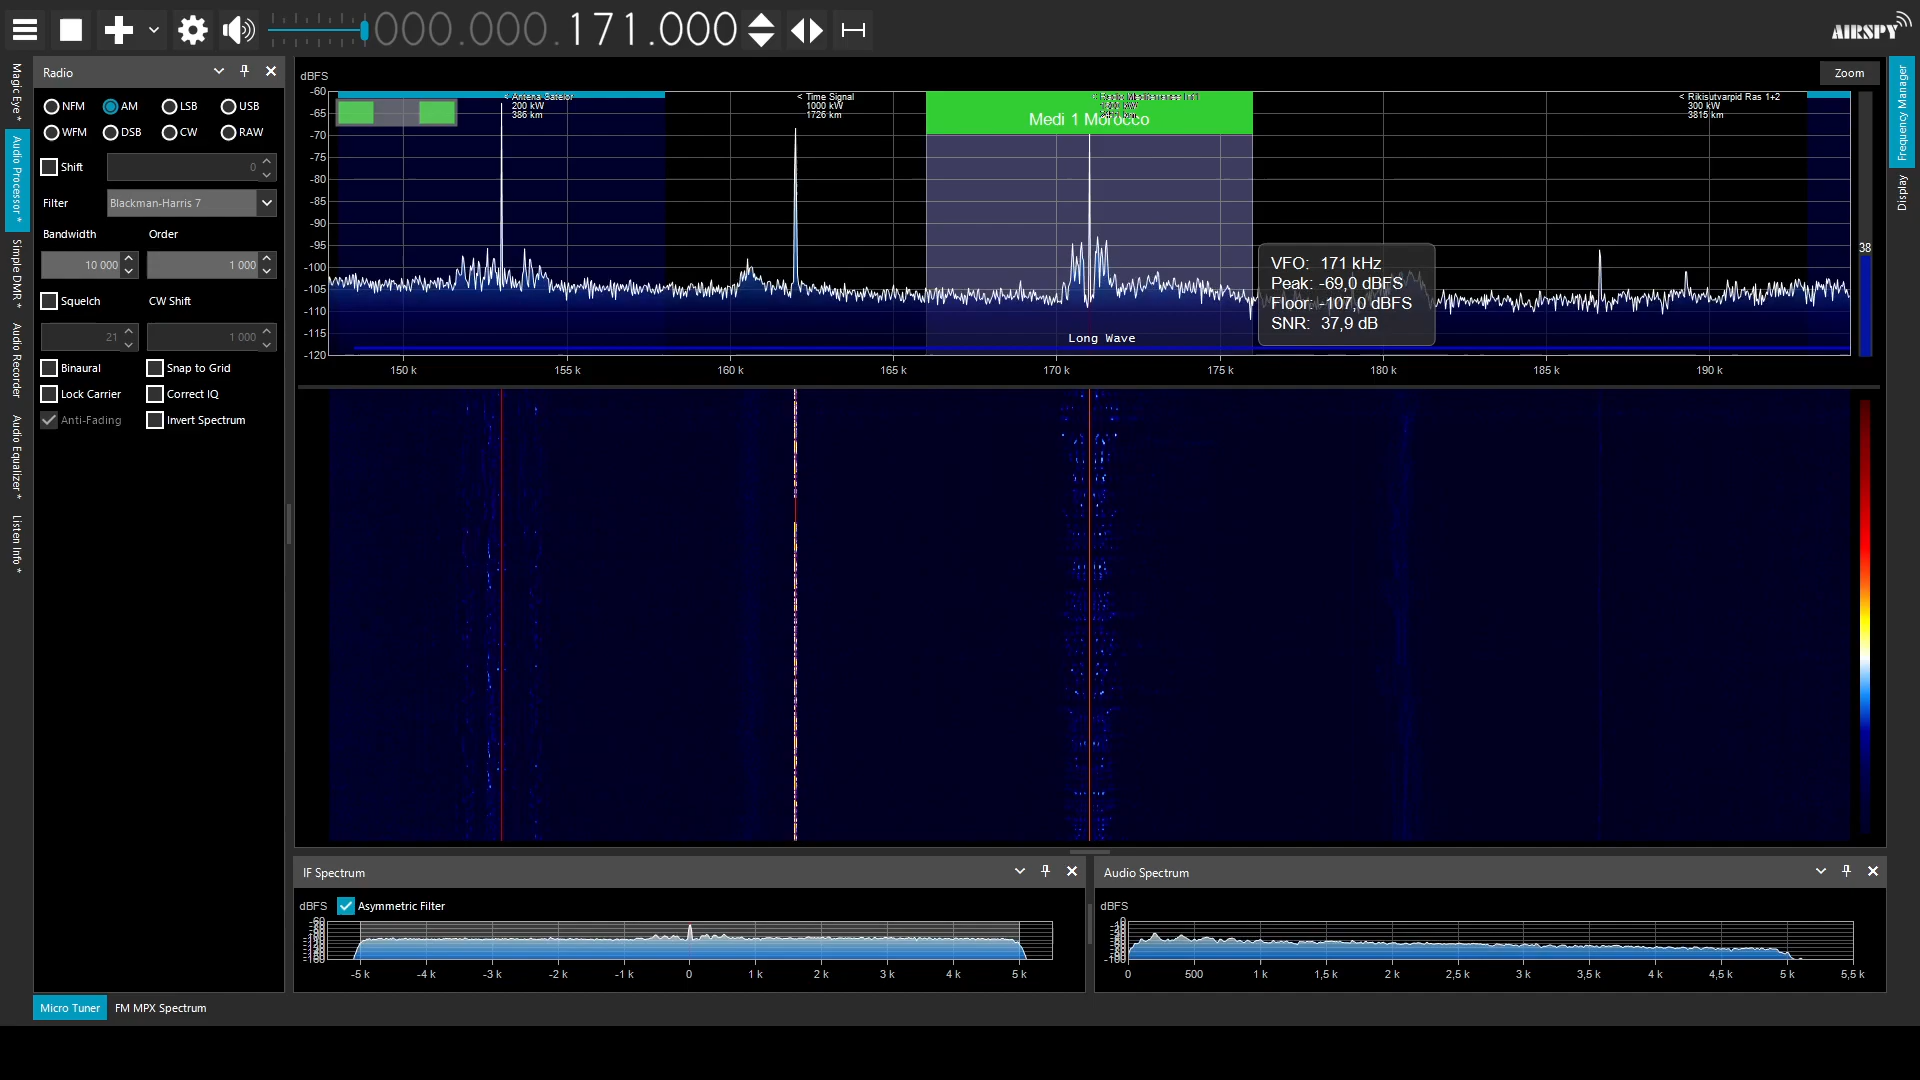 000.000.171.000
AIRSPY
Magic Eye *
Audio Processor *
Simple DMR *
Audio Recorder
Audio Equalizer *
Listen Info *
Radio
NFM AM LSB USB
WFM DSB CW RAW
Shift 0
Filter Blackman-Harris 7
Bandwidth Order
10 000 1 000
Squelch CW Shift
21 1 000
Binaural Snap to Grid
Lock Carrier Correct IQ
Anti-Fading Invert Spectrum
dBFS
Zoom
-60
-65
-70
-75
-80
-85
-90
-95
-100
-105
-110
-115
-120
< Antena Satelor
200 kW
386 km
< Time Signal
1000 kW
1726 km
Medi 1 Morocco
< Rikisutvarpid Ras 1+2
300 kW
3815 km
38
VFO: 171 kHz
Peak: -69,0 dBFS
Floor: -107,0 dBFS
SNR: 37,9 dB
Long Wave
150 k 155 k 160 k 165 k 170 k 175 k 180 k 185 k 190 k
Frequency Manager
Display
IF Spectrum
dBFS Asymmetric Filter
-5 k -4 k -3 k -2 k -1 k 0 1 k 2 k 3 k 4 k 5 k
Audio Spectrum
dBFS
0 500 1 k 1,5 k 2 k 2,5 k 3 k 3,5 k 4 k 4,5 k 5 k 5,5 k
Micro Tuner FM MPX Spectrum